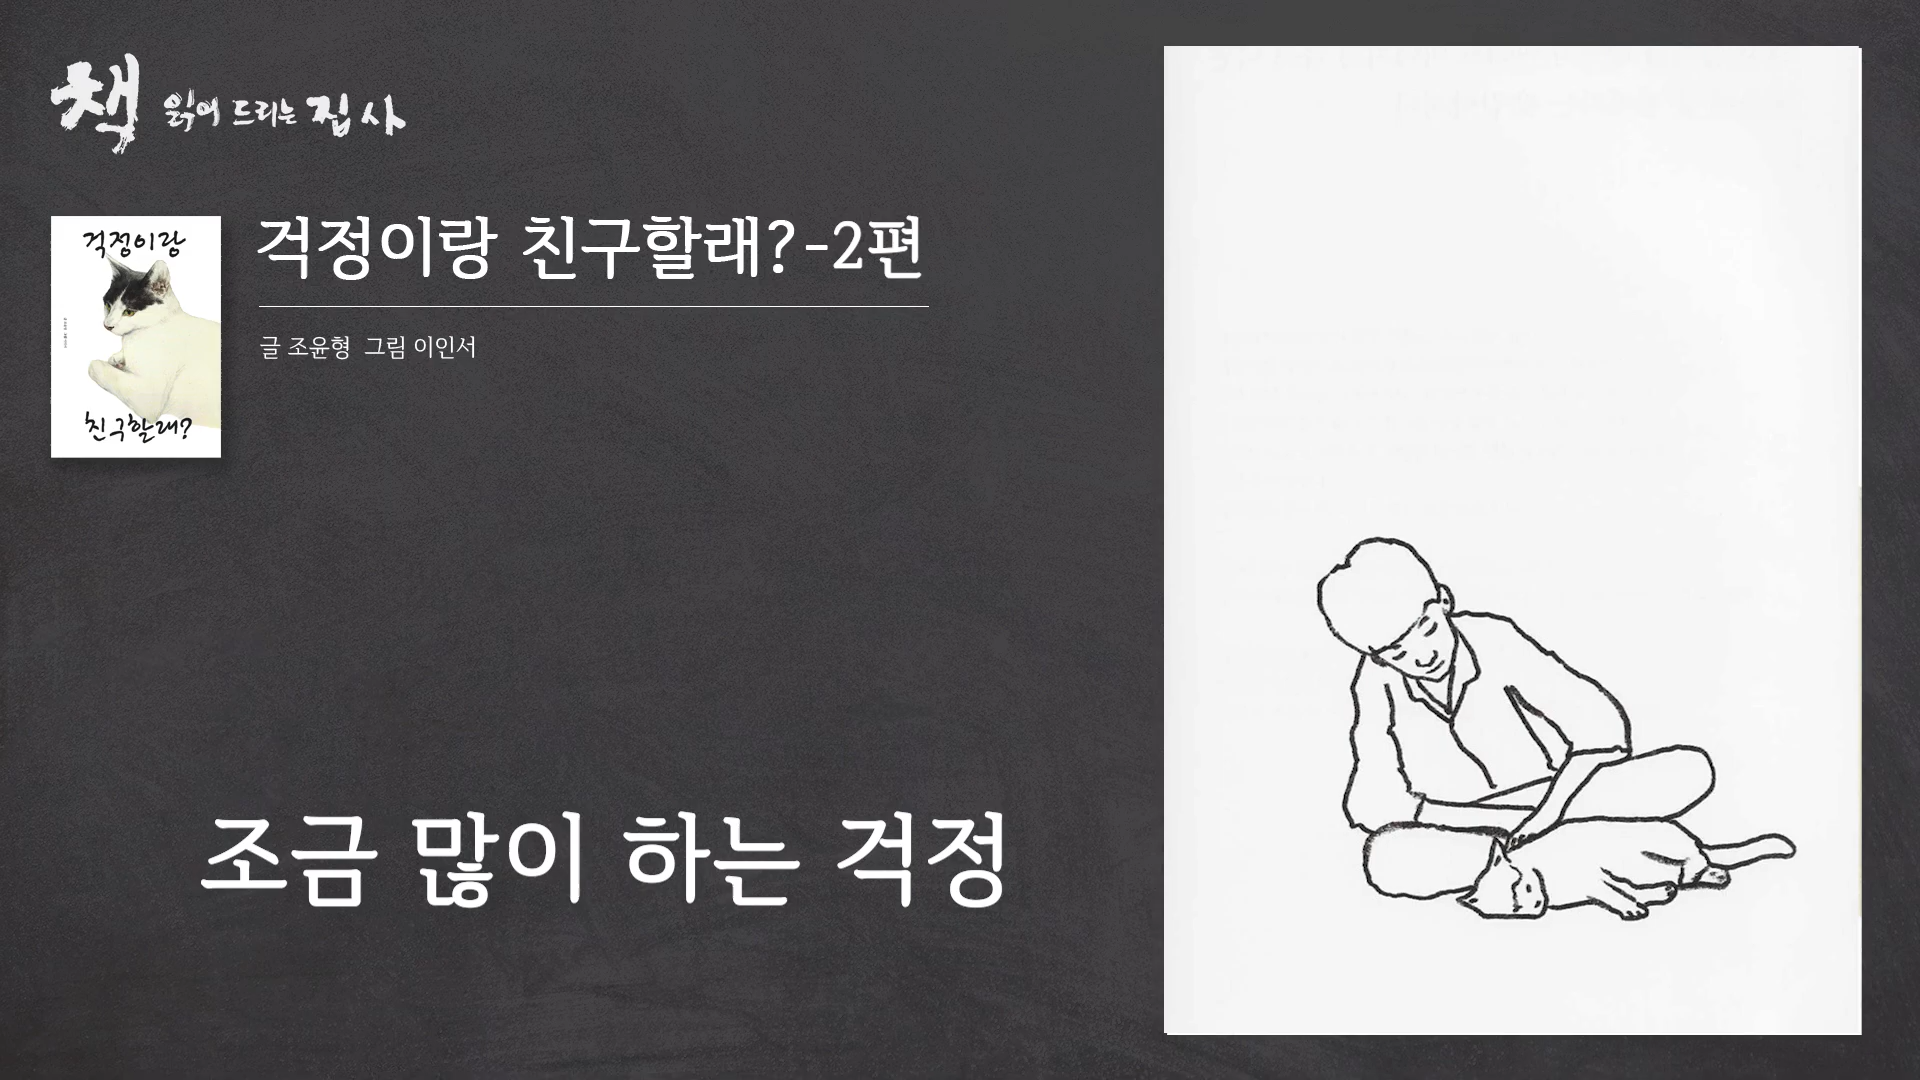 책 읽어 드리는 집사
걱정이랑
친구할래?
걱정이랑 친구할래?-2편
글 조윤형 그림 이인서
조금 많이 하는 걱정